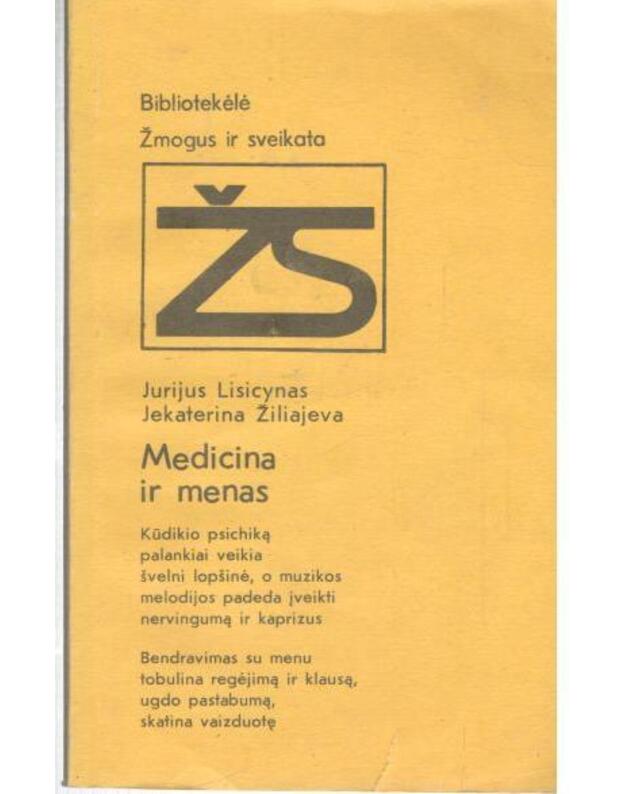 Bibliotekėlė
Žmogus ir sveikata
ŽS
Jurijus Lisicynas
Jekaterina Žiliajeva
Medicina
ir menas
Kūdikio psichiką
palankiai veikia
švelni lopšinė, o muzikos
melodijos padeda įveikti
nervingumą ir kaprizus
Bendravimas su menu
tobulina regėjimą ir klausą,
ugdo pastabumą,
skatina vaizduotę